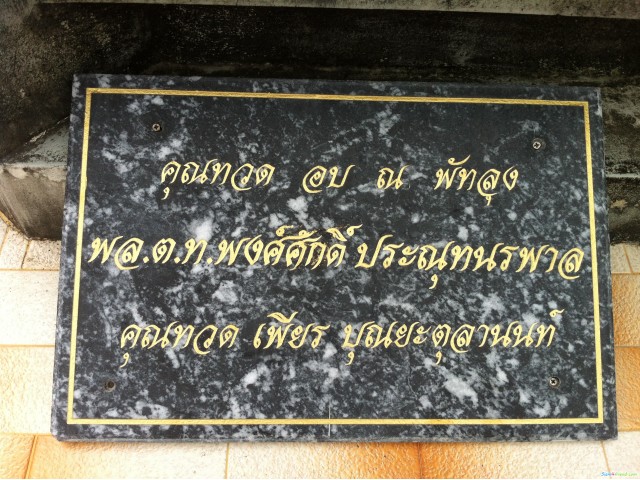 คุณทวด อบ ณ พัทลุง
พล.ต.ท.พงศ์ศักดิ์ ประณุทนรพาล
คุณทวด เพียร บุณยะตุลานนท์